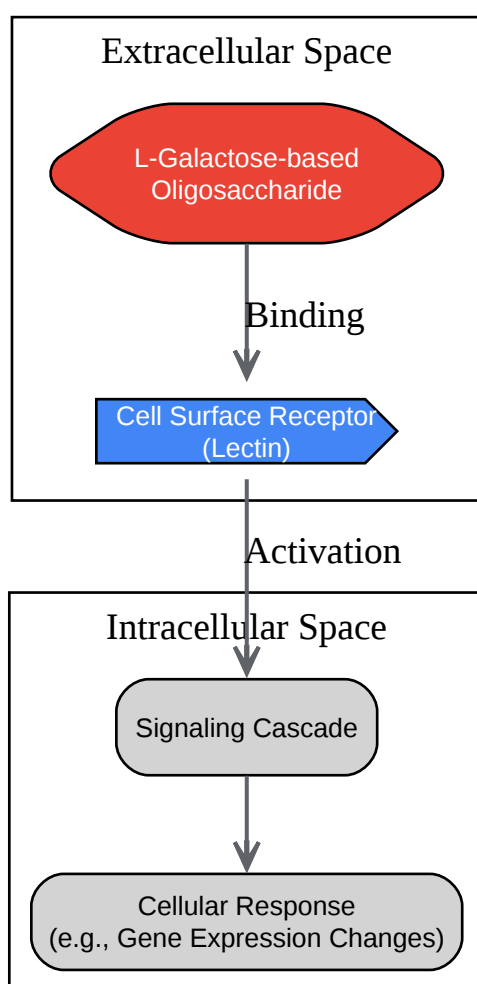 Extracellular Space
L-Galactose-based
Oligosaccharide
Binding
Cell Surface Receptor
(Lectin)
Activation
Intracellular Space
Signaling Cascade
Cellular Response
(e.g., Gene Expression Changes)